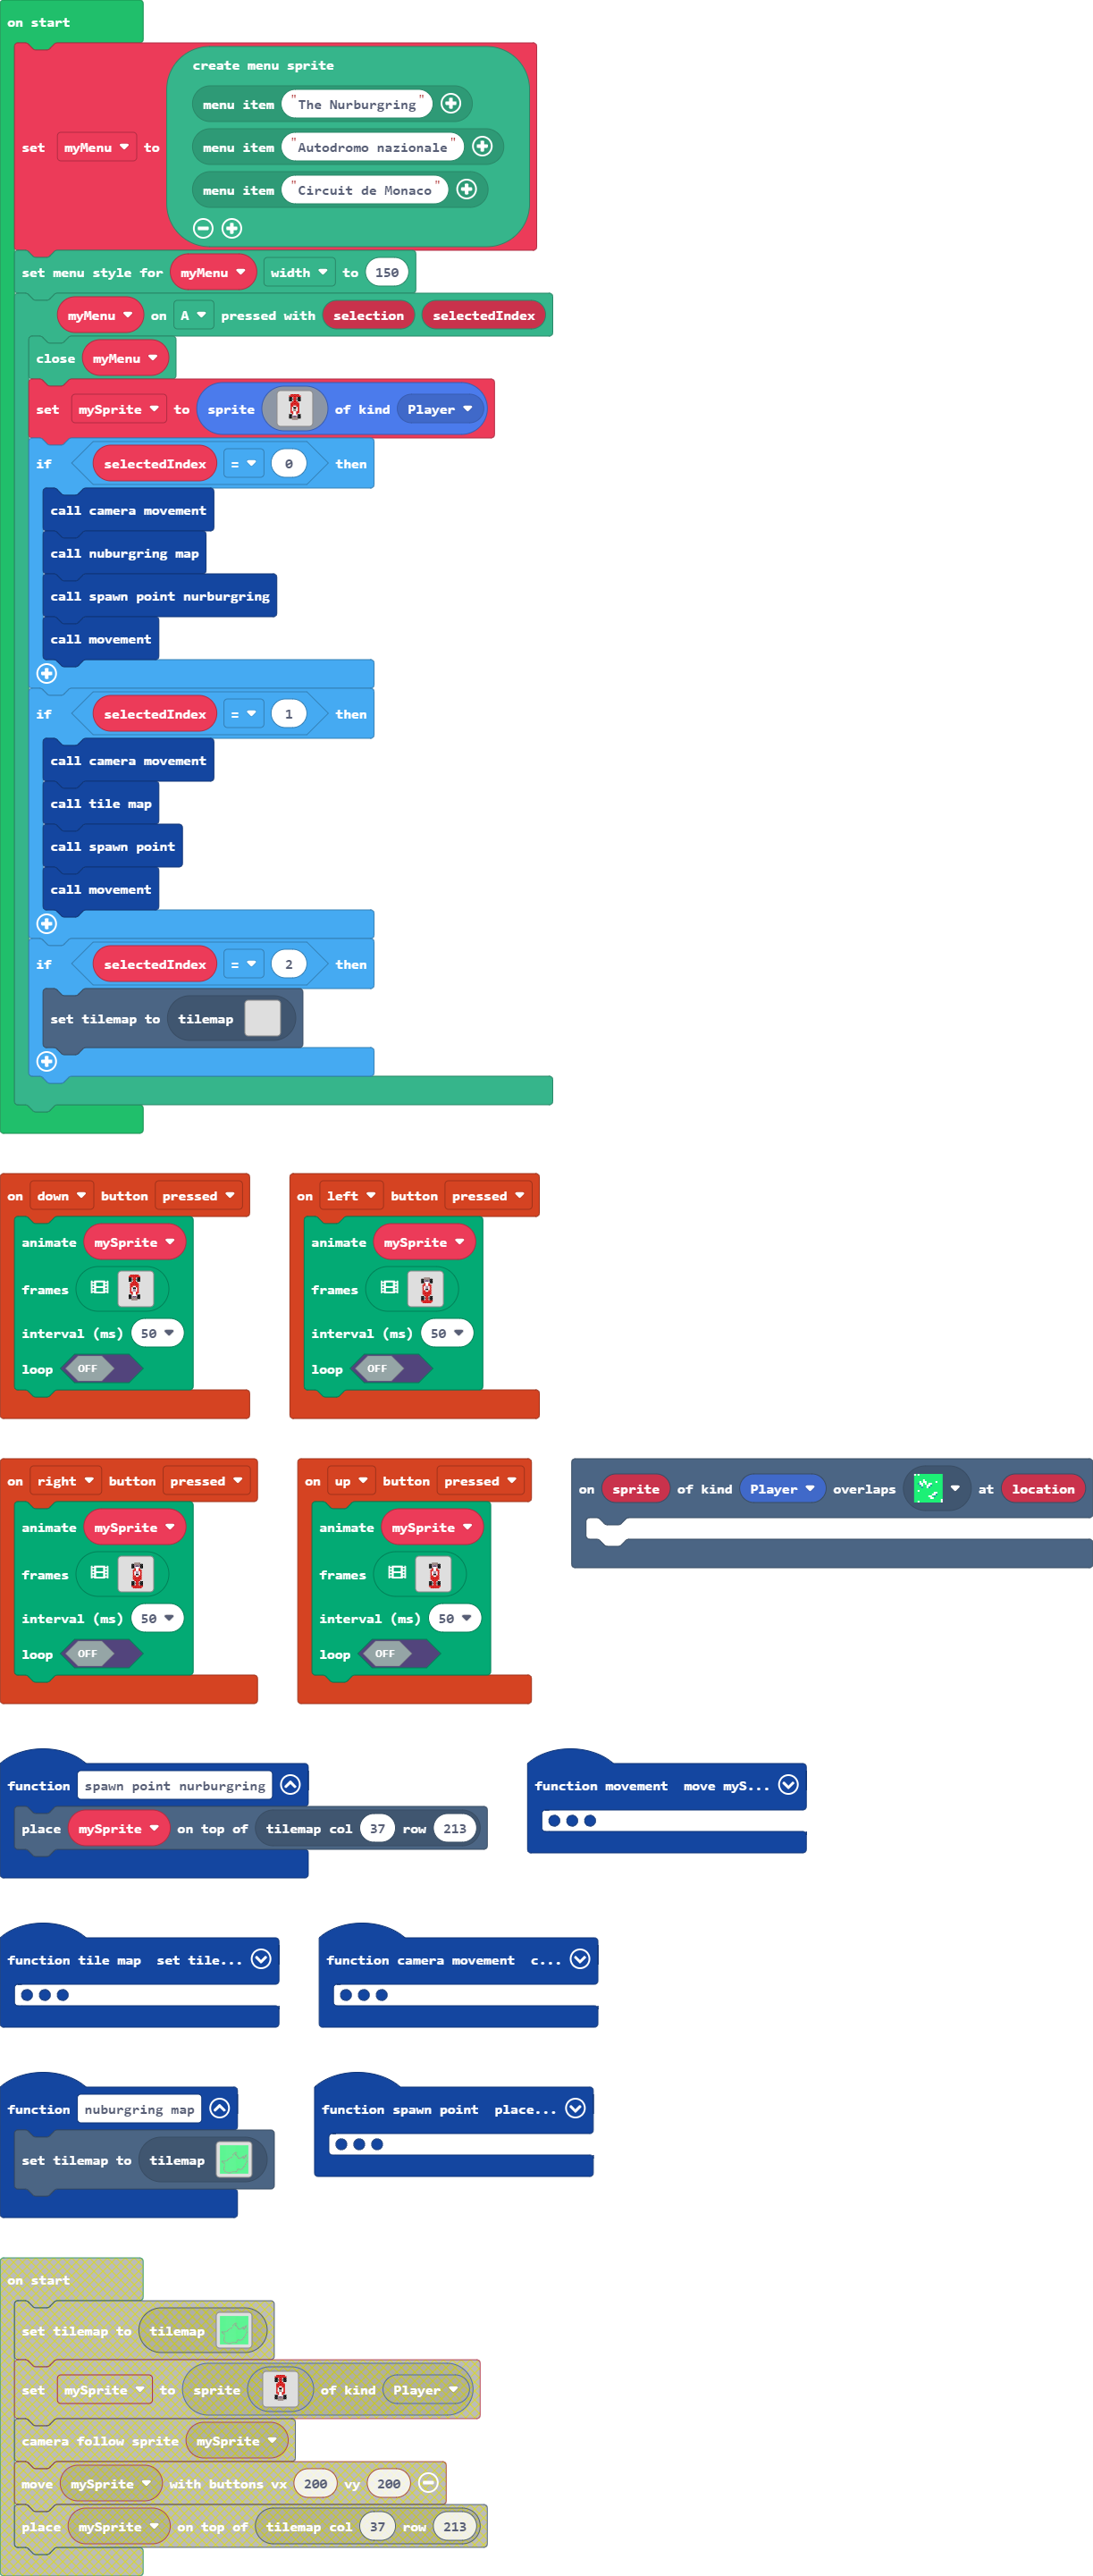 on start
create menu sprite
menu item "The Nurburgring"
menu item "Autodromo nazionale"
set myMenu to
menu item "Circuit de Monaco"
set menu style for myMenu width to 150
myMenu on A pressed with selection selectedIndex
close myMenu
set mySprite to sprite of kind Player
if selectedIndex = 0 then
call camera movement
call nuburgring map
call spawn point nurburgring
call movement
if selectedIndex = 1 then
call camera movement
call tile map
call spawn point
call movement
if selectedIndex = 2 then
set tilemap to tilemap
on down button pressed
animate mySprite
frames
interval (ms) 50
loop OFF
on left button pressed
animate mySprite
frames
interval (ms) 50
loop OFF
on right button pressed
animate mySprite
frames
interval (ms) 50
loop OFF
on up button pressed
animate mySprite
frames
interval (ms) 50
loop OFF
on sprite of kind Player overlaps at location
function spawn point nurburgring
place mySprite on top of tilemap col 37 row 213
function movement move myS...
function tile map set tile...
function camera movement c...
function nuburgring map
set tilemap to tilemap
function spawn point place...
on start
set tilemap to tilemap
set mySprite to sprite of kind Player
camera follow sprite mySprite
move mySprite with buttons vx 200 vy 200
place mySprite on top of tilemap col 37 row 213